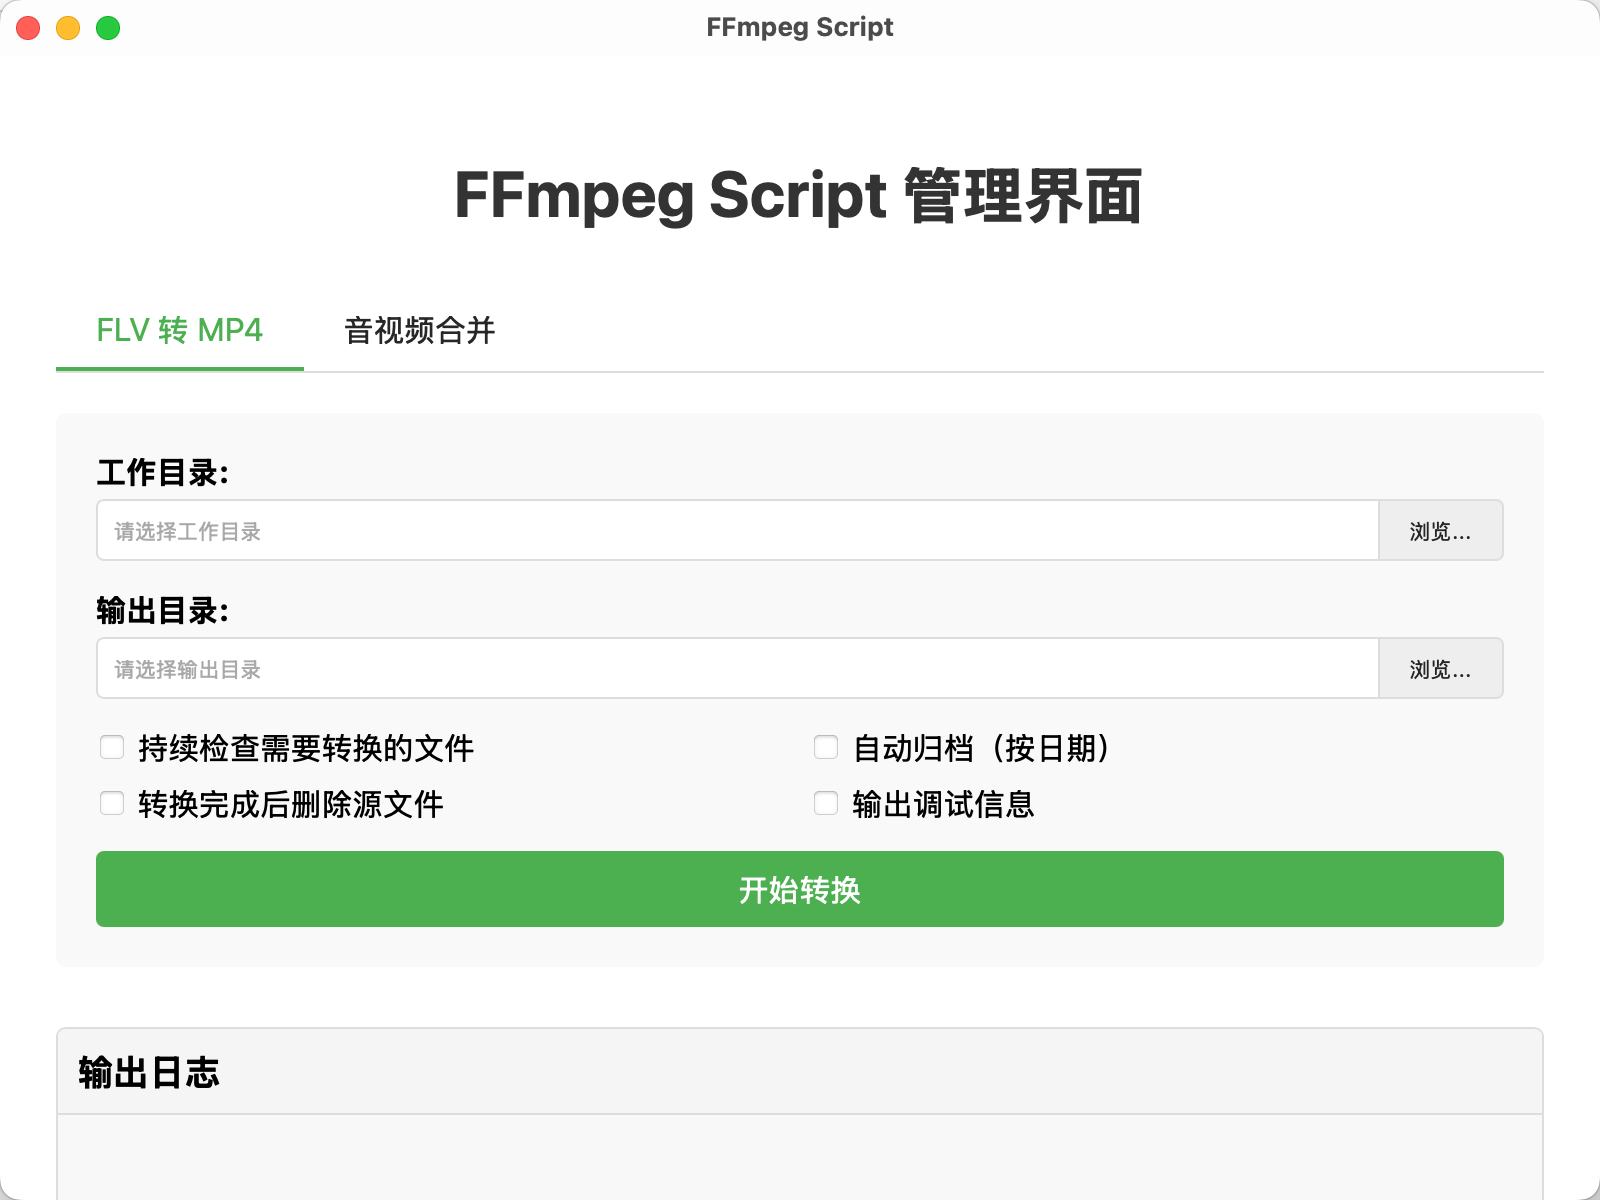 FFmpeg Script
FFmpeg Script 管理界面
FLV 转 MP4 音视频合并
工作目录:
请选择工作目录 浏览...
输出目录:
请选择输出目录 浏览...
持续检查需要转换的文件 自动归档（按日期）
转换完成后删除源文件 输出调试信息
开始转换
输出日志